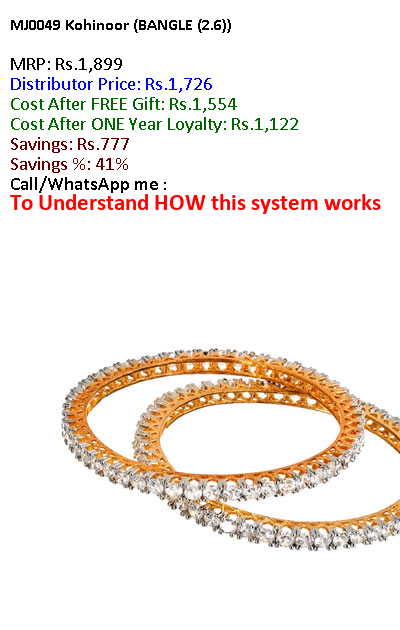 MJ0049 Kohinoor (BANGLE (2.6))
MRP: Rs.1,899
Distributor Price: Rs.1,726
Cost After FREE Gift: Rs.1,554
Cost After ONE Year Loyalty: Rs.1,122
Savings: Rs.777
Savings %: 41%
Call/WhatsApp me :
To Understand HOW this system works